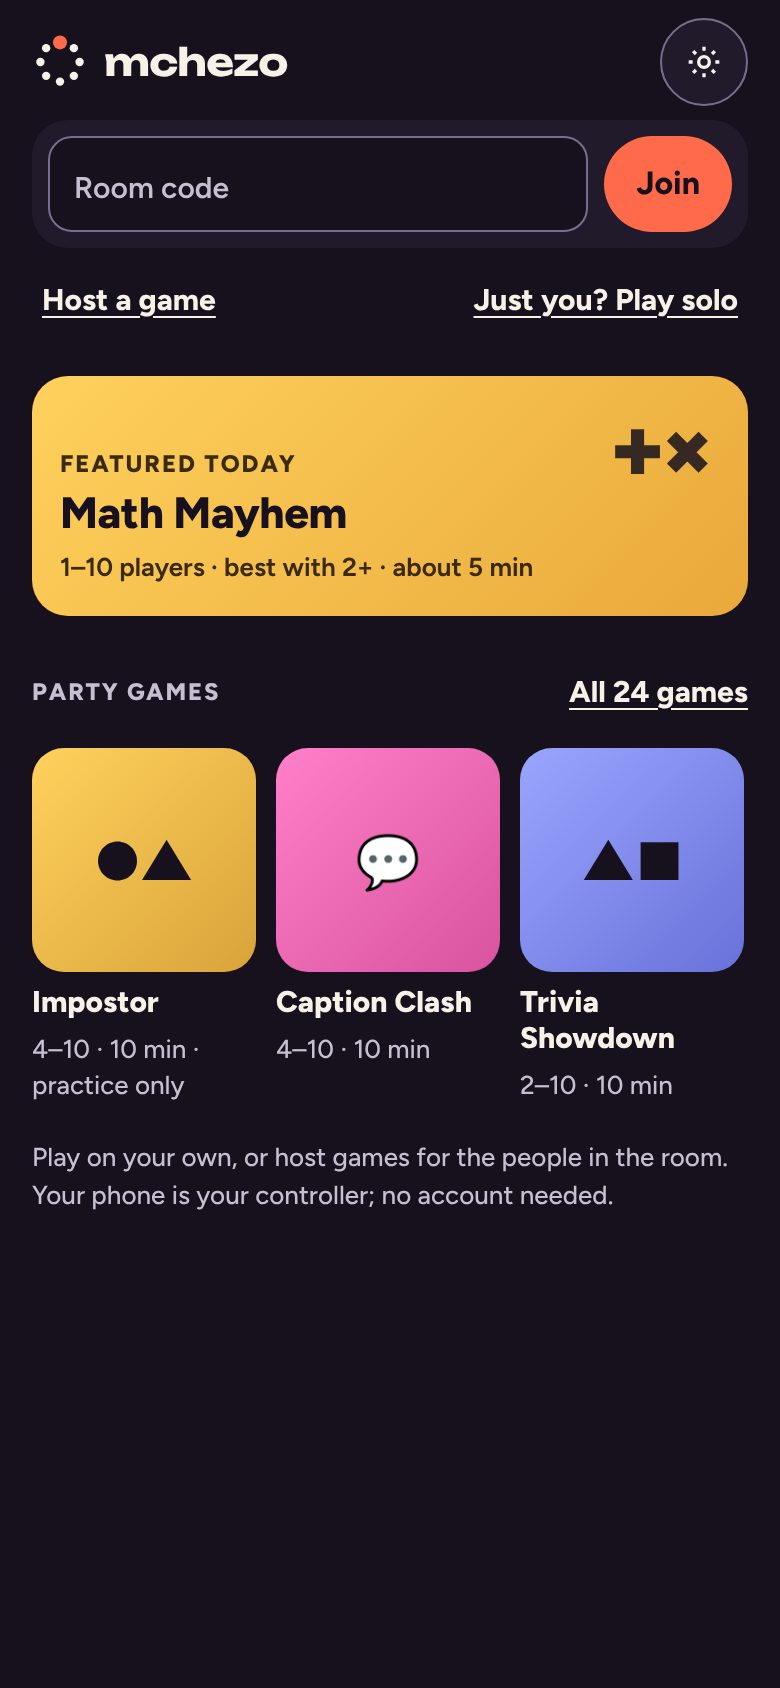 mchezo
Room code
Join
Host a game
Just you? Play solo
FEATURED TODAY
Math Mayhem
1–10 players · best with 2+ · about 5 min
PARTY GAMES
All 24 games
Impostor
4–10 · 10 min ·
practice only
Caption Clash
4–10 · 10 min
Trivia
Showdown
2–10 · 10 min
Play on your own, or host games for the people in the room.
Your phone is your controller; no account needed.